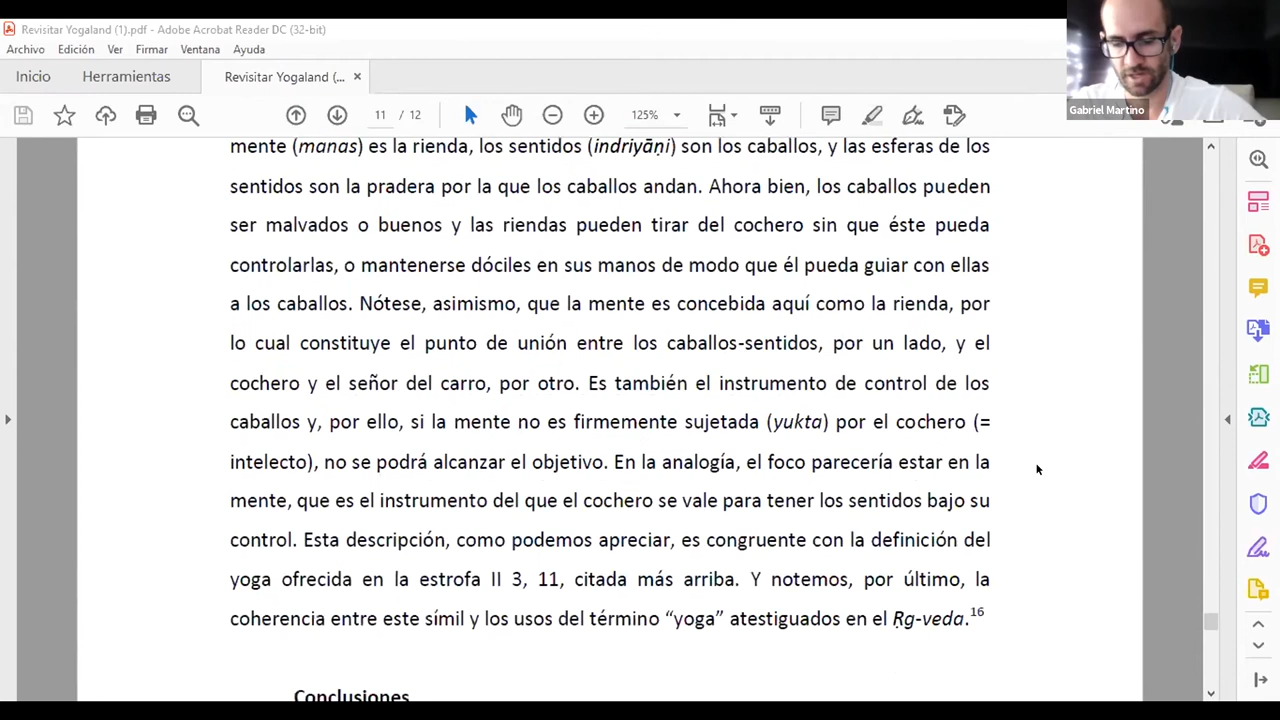 Revisitar Yogaland (1).pdf - Adobe Acrobat Reader DC (32-bit)
Archivo Edición Ver Firmar Ventana Ayuda
Inicio Herramientas Revisitar Yogaland (... ×
/ 12 125%
Gabriel Martino
mente (manas) es la rienda, los sentidos (indriyāṇi) son los caballos, y las esferas de los
sentidos son la pradera por la que los caballos andan. Ahora bien, los caballos pueden
ser malvados o buenos y las riendas pueden tirar del cochero sin que éste pueda
controlarlas, o mantenerse dóciles en sus manos de modo que él pueda guiar con ellas
a los caballos. Nótese, asimismo, que la mente es concebida aquí como la rienda, por
lo cual constituye el punto de unión entre los caballos-sentidos, por un lado, y el
cochero y el señor del carro, por otro. Es también el instrumento de control de los
caballos y, por ello, si la mente no es firmemente sujetada (yukta) por el cochero (=
intelecto), no se podrá alcanzar el objetivo. En la analogía, el foco parecería estar en la
mente, que es el instrumento del que el cochero se vale para tener los sentidos bajo su
control. Esta descripción, como podemos apreciar, es congruente con la definición del
yoga ofrecida en la estrofa II 3, 11, citada más arriba. Y notemos, por último, la
coherencia entre este símil y los usos del término “yoga” atestiguados en el Ṛg-veda.16
Conclusiones